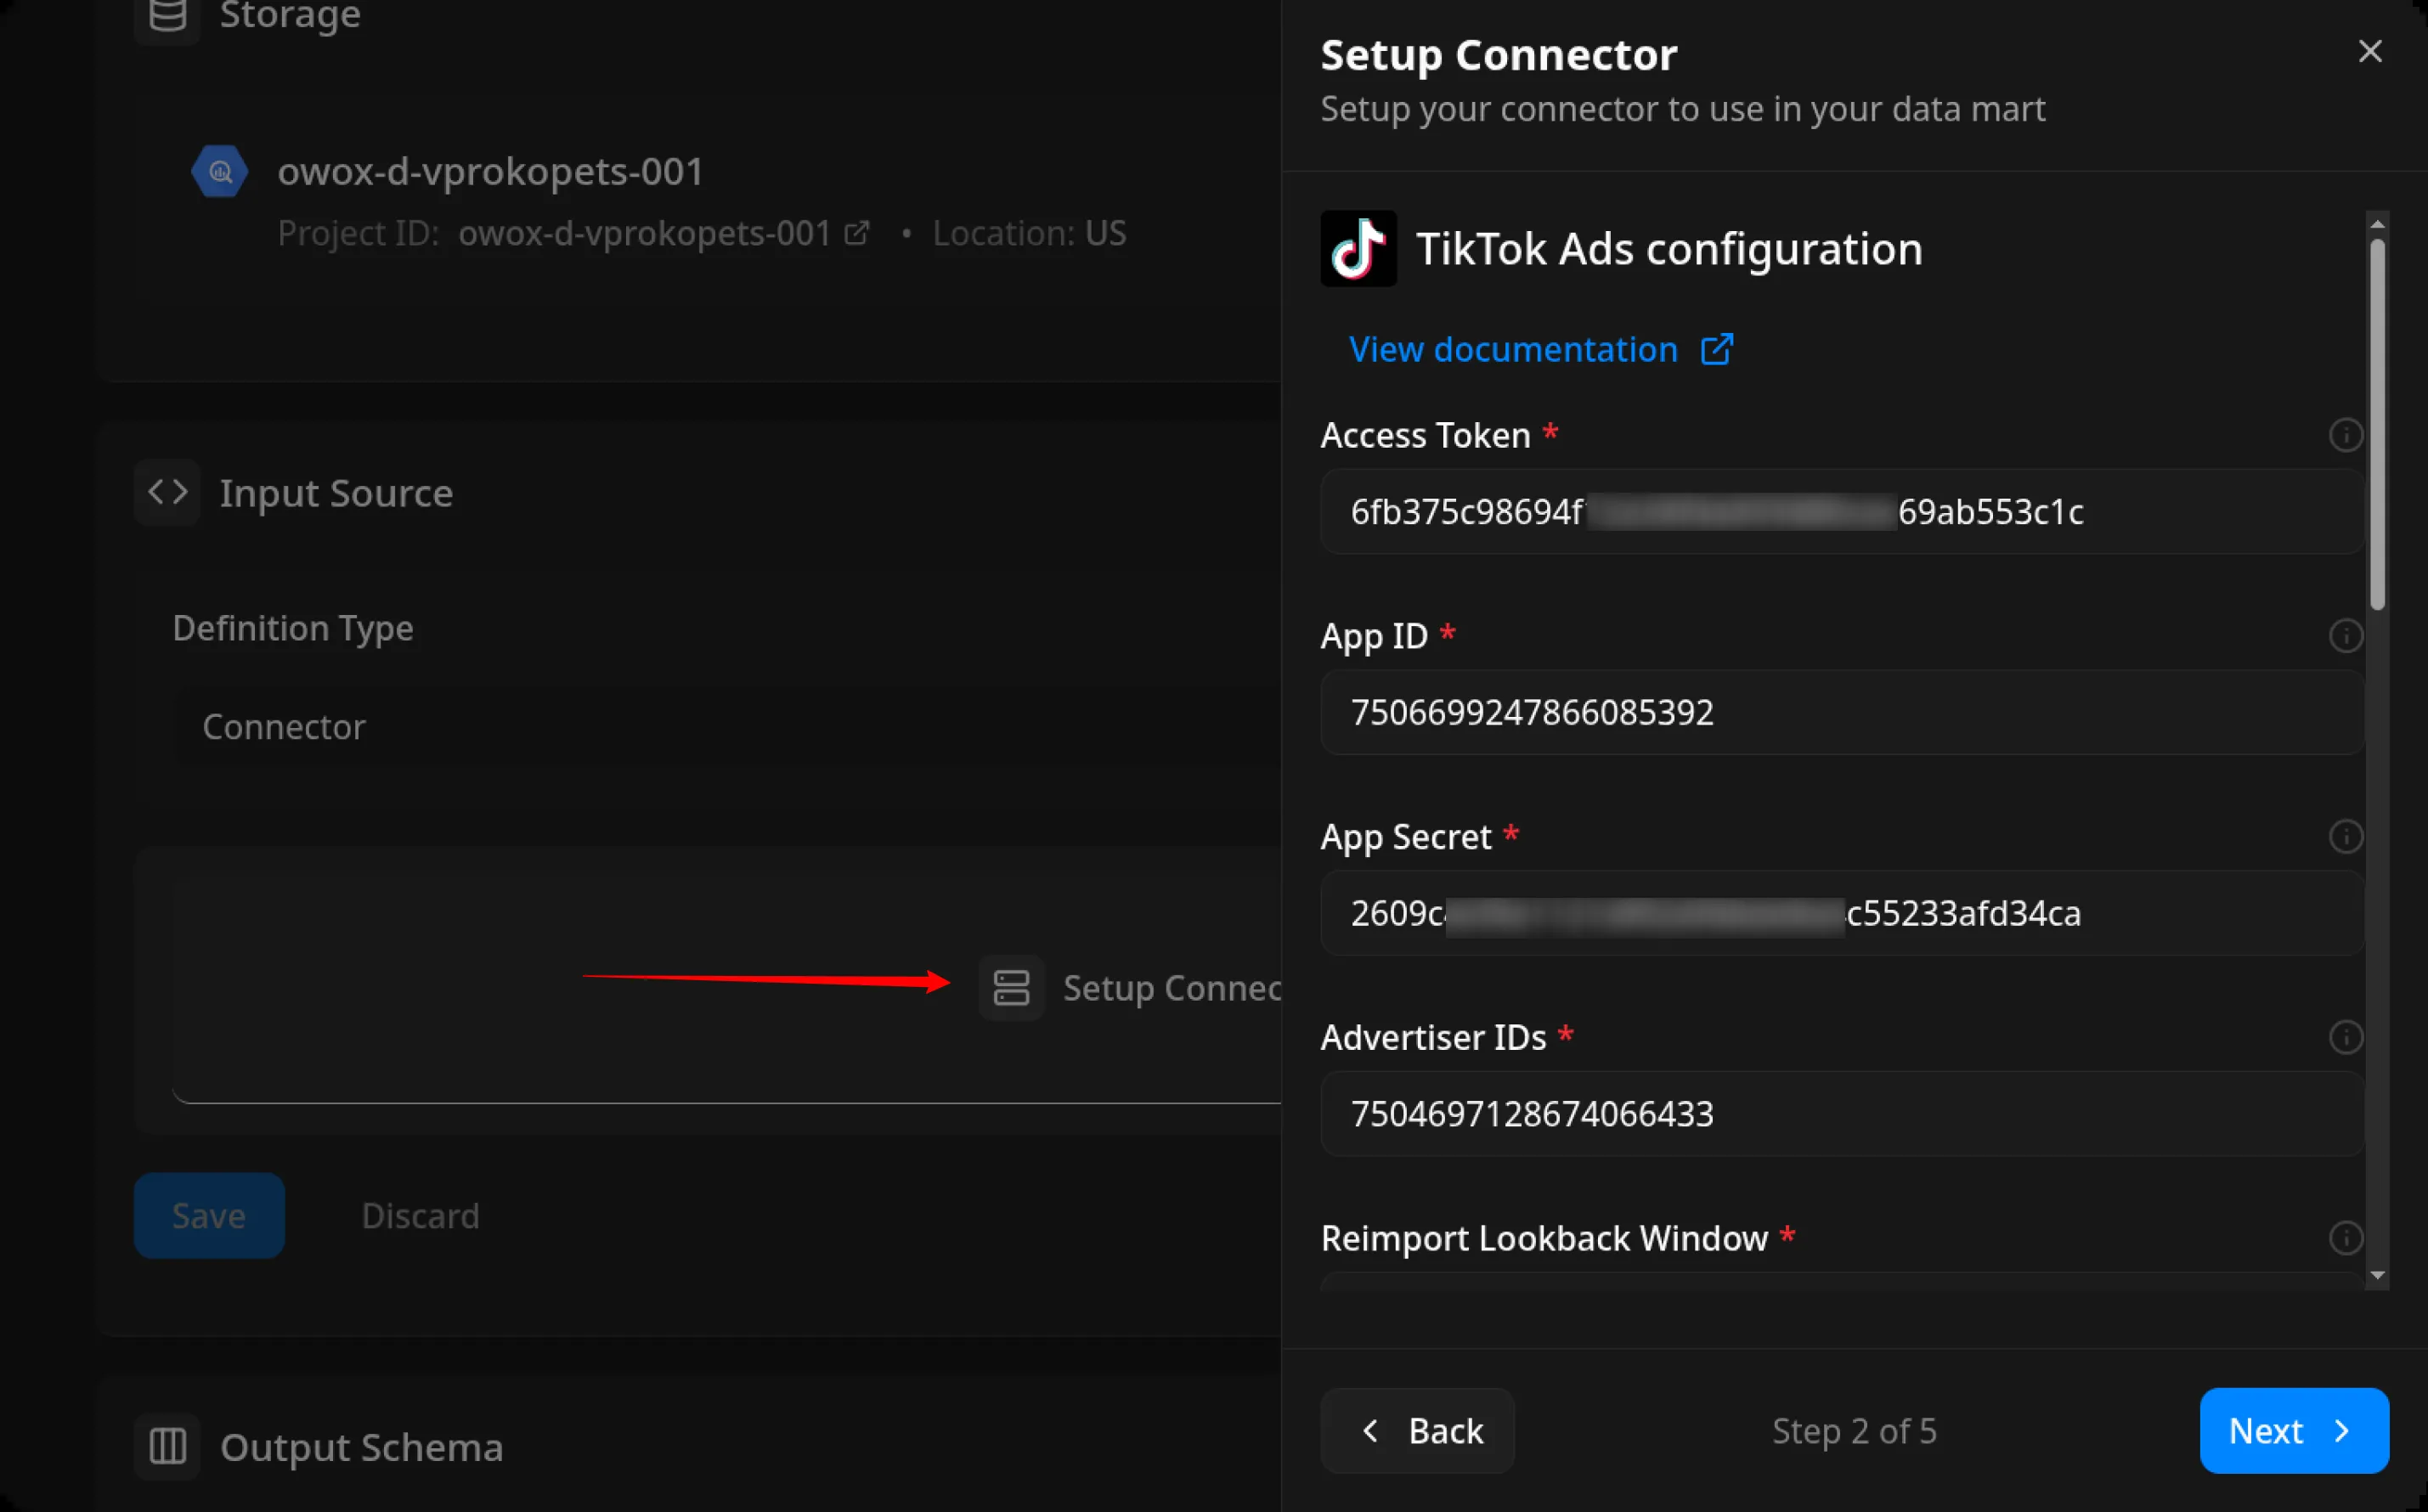 Storage
owox-d-vprokopets-001
Project ID: owox-d-vprokopets-001 • Location: US
Input Source
Definition Type
Connector
Setup Connec
Save
Discard
Output Schema
Setup Connector
Setup your connector to use in your data mart
TikTok Ads configuration
View documentation
Access Token *
6fb375c98694f 69ab553c1c
App ID *
7506699247866085392
App Secret *
2609c c55233afd34ca
Advertiser IDs *
7504697128674066433
Reimport Lookback Window *
Back
Step 2 of 5
Next